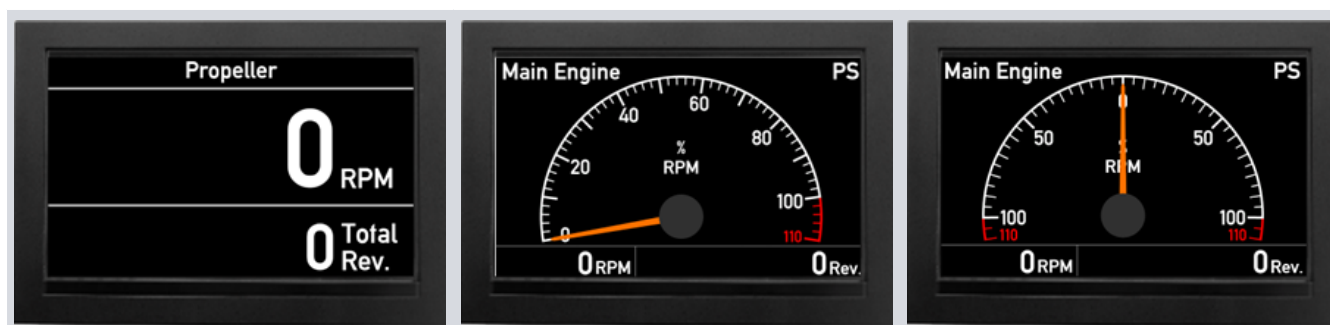 Propeller
0 RPM
0 Total
Rev.
Main Engine PS
0 20 40 60 80 100 110
%
RPM
0 RPM 0 Rev.
Main Engine PS
110 100 50 0 50 100 110
RPM
0 RPM 0 Rev.